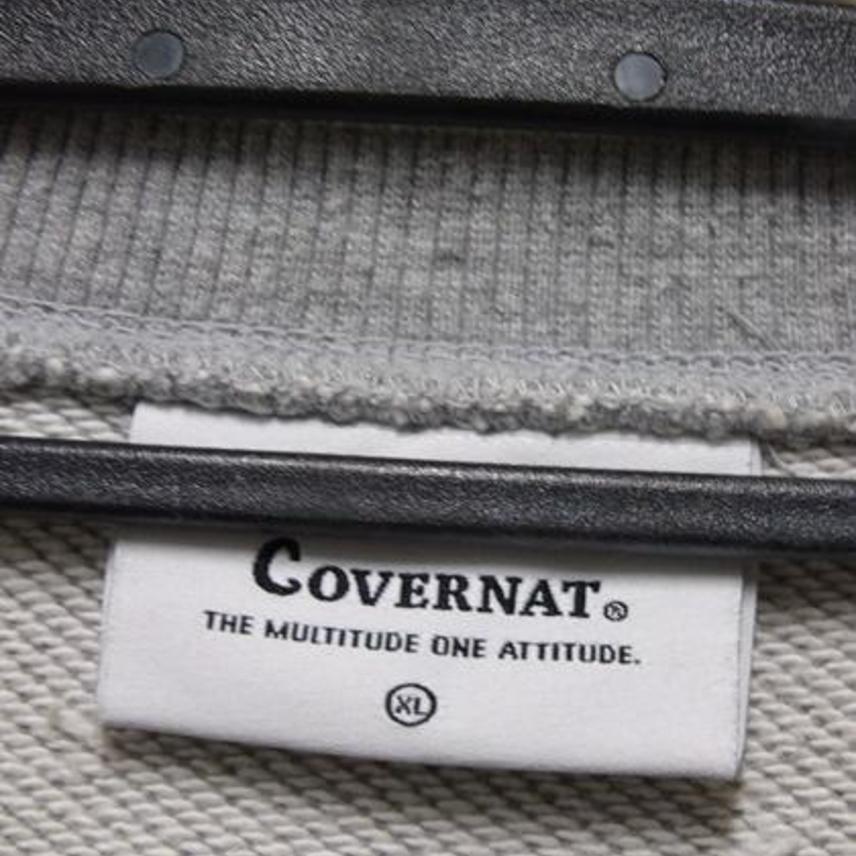 COVERNAT®
THE MULTITUDE ONE ATTITUDE.
XL